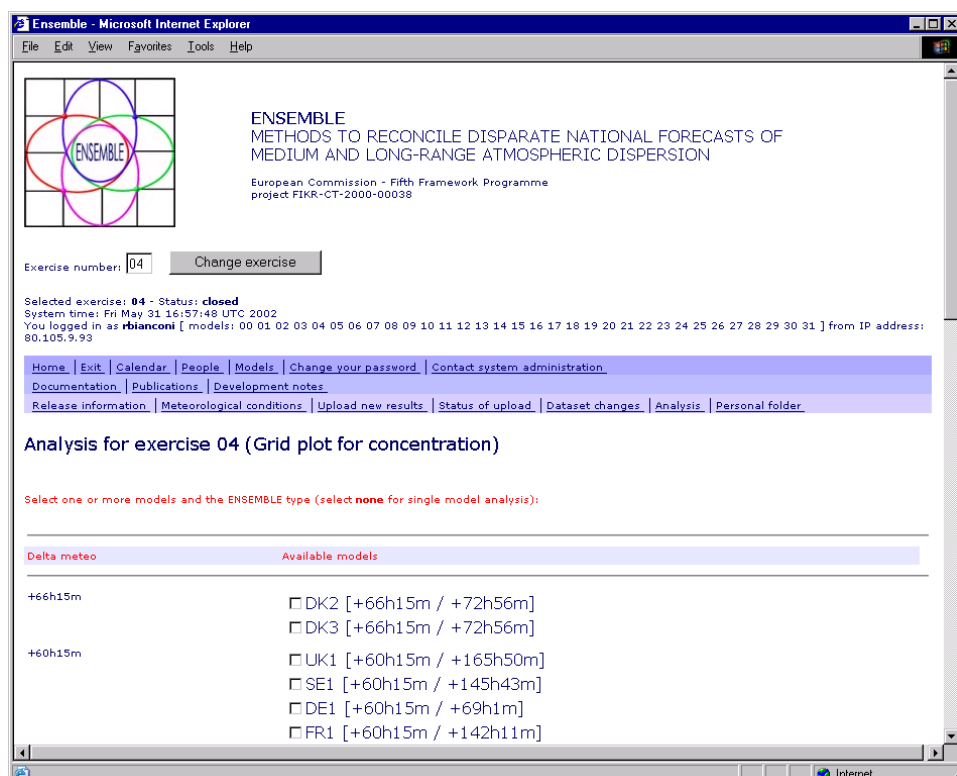 Ensemble - Microsoft Internet Explorer
File Edit View Favorites Tools Help
ENSEMBLE
ENSEMBLE
METHODS TO RECONCILE DISPARATE NATIONAL FORECASTS OF
MEDIUM AND LONG-RANGE ATMOSPHERIC DISPERSION
European Commission - Fifth Framework Programme
project FIKR-CT-2000-00038
Exercise number: 04 Change exercise
Selected exercise: 04 - Status: closed
System time: Fri May 31 16:57:48 UTC 2002
You logged in as rbianconi [ models: 00 01 02 03 04 05 06 07 08 09 10 11 12 13 14 15 16 17 18 19 20 21 22 23 24 25 26 27 28 29 30 31 ] from IP address:
80.105.9.93
Home | Exit | Calendar | People | Models | Change your password | Contact system administration
Documentation | Publications | Development notes
Release information | Meteorological conditions | Upload new results | Status of upload | Dataset changes | Analysis | Personal folder
Analysis for exercise 04 (Grid plot for concentration)
Select one or more models and the ENSEMBLE type (select none for single model analysis):
Delta meteo Available models
+66h15m DK2 [+66h15m / +72h56m]
DK3 [+66h15m / +72h56m]
+60h15m UK1 [+60h15m / +165h50m]
SE1 [+60h15m / +145h43m]
DE1 [+60h15m / +69h1m]
FR1 [+60h15m / +142h11m]
Internet